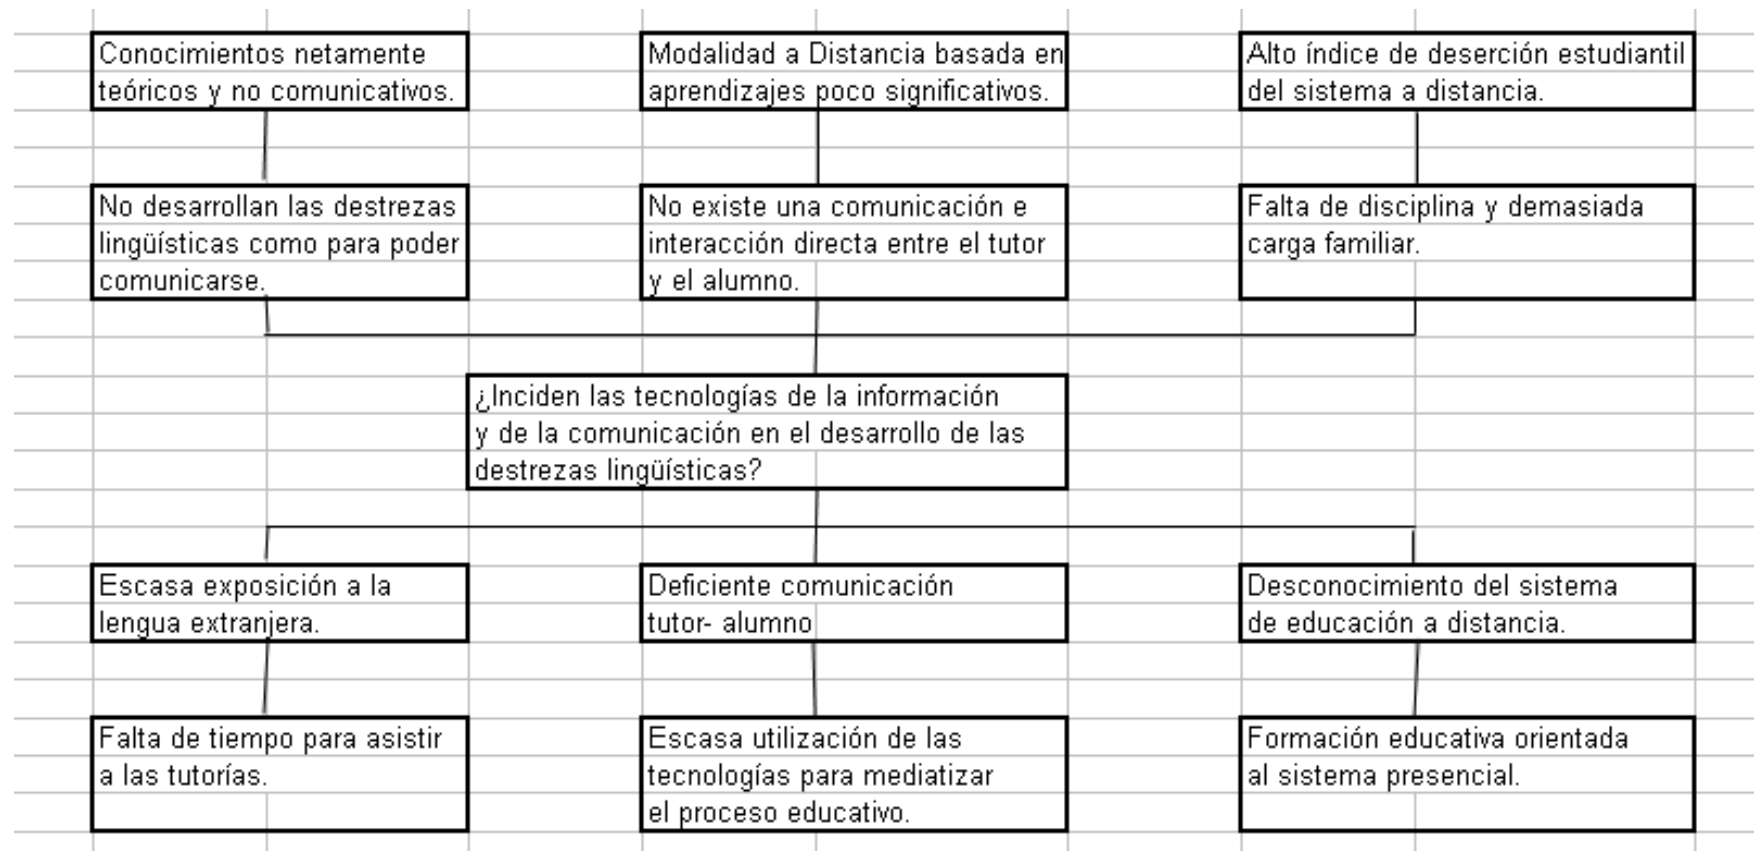 Conocimientos netamente
teóricos y no comunicativos.
Modalidad a Distancia basada en
aprendizajes poco significativos.
Alto índice de deserción estudiantil
del sistema a distancia.
No desarrollan las destrezas
lingüísticas como para poder
comunicarse.
No existe una comunicación e
interacción directa entre el tutor
y el alumno.
Falta de disciplina y demasiada
carga familiar.
¿Inciden las tecnologías de la información
y de la comunicación en el desarrollo de las
destrezas lingüísticas?
Escasa exposición a la
lengua extranjera.
Deficiente comunicación
tutor- alumno
Desconocimiento del sistema
de educación a distancia.
Falta de tiempo para asistir
a las tutorías.
Escasa utilización de las
tecnologías para mediatizar
el proceso educativo.
Formación educativa orientada
al sistema presencial.